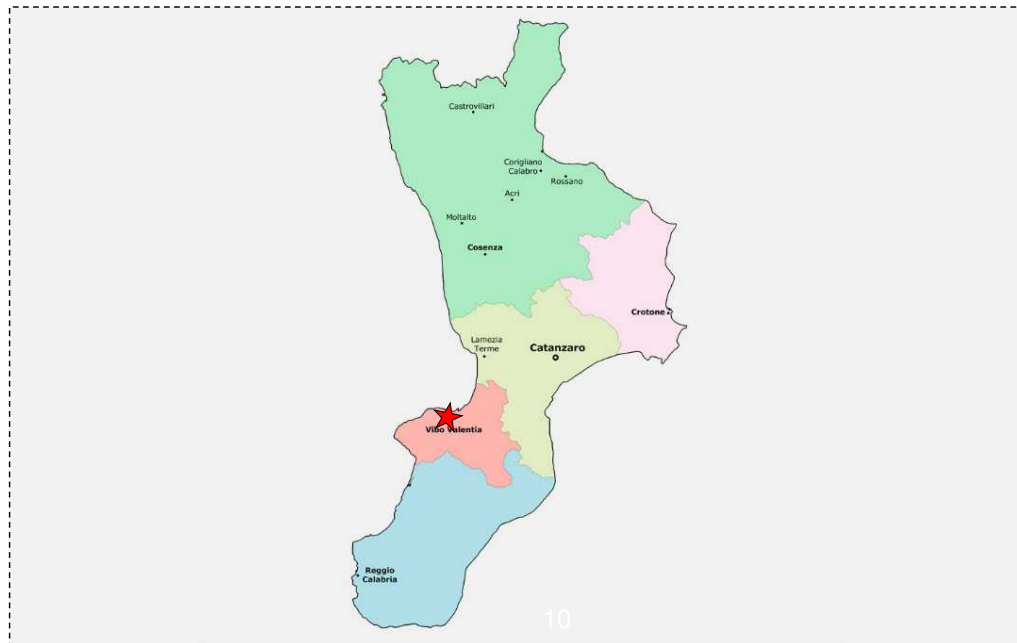 Castrovillari
Corigliano
Calabro
Rossano
Acri
Moltalto
Cosenza
Crotone
Lamezia
Terme
Catanzaro
Vibo Valentia
Reggio
Calabria
10